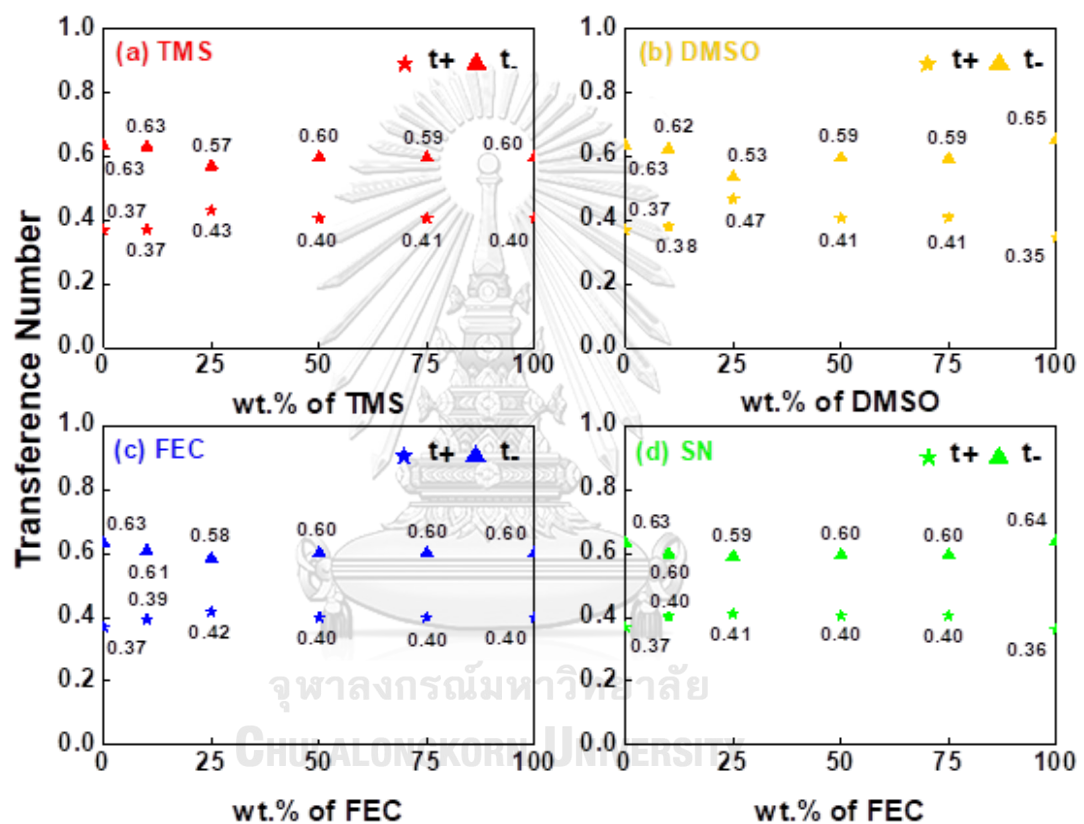 Transference Number
(a) TMS
t+ t-
1.0
0.8
0.6
0.4
0.2
0.0
0.63 0.63 0.57 0.60 0.59 0.60
0.37 0.37 0.43 0.40 0.41 0.40
0 25 50 75 100
wt.% of TMS
(b) DMSO
t+ t-
1.0
0.8
0.6
0.4
0.2
0.0
0.63 0.62 0.53 0.59 0.59 0.65
0.37 0.38 0.47 0.41 0.41 0.35
0 25 50 75 100
wt.% of DMSO
(c) FEC
t+ t-
1.0
0.8
0.6
0.4
0.2
0.0
0.63 0.61 0.58 0.60 0.60 0.60
0.37 0.39 0.42 0.40 0.40 0.40
0 25 50 75 100
wt.% of FEC
(d) SN
t+ t-
1.0
0.8
0.6
0.4
0.2
0.0
0.63 0.60 0.59 0.60 0.60 0.64
0.37 0.40 0.41 0.40 0.40 0.36
0 25 50 75 100
wt.% of FEC
จุฬาลงกรณ์มหาวิทยาลัย
CHULALONGKORN UNIVERSITY